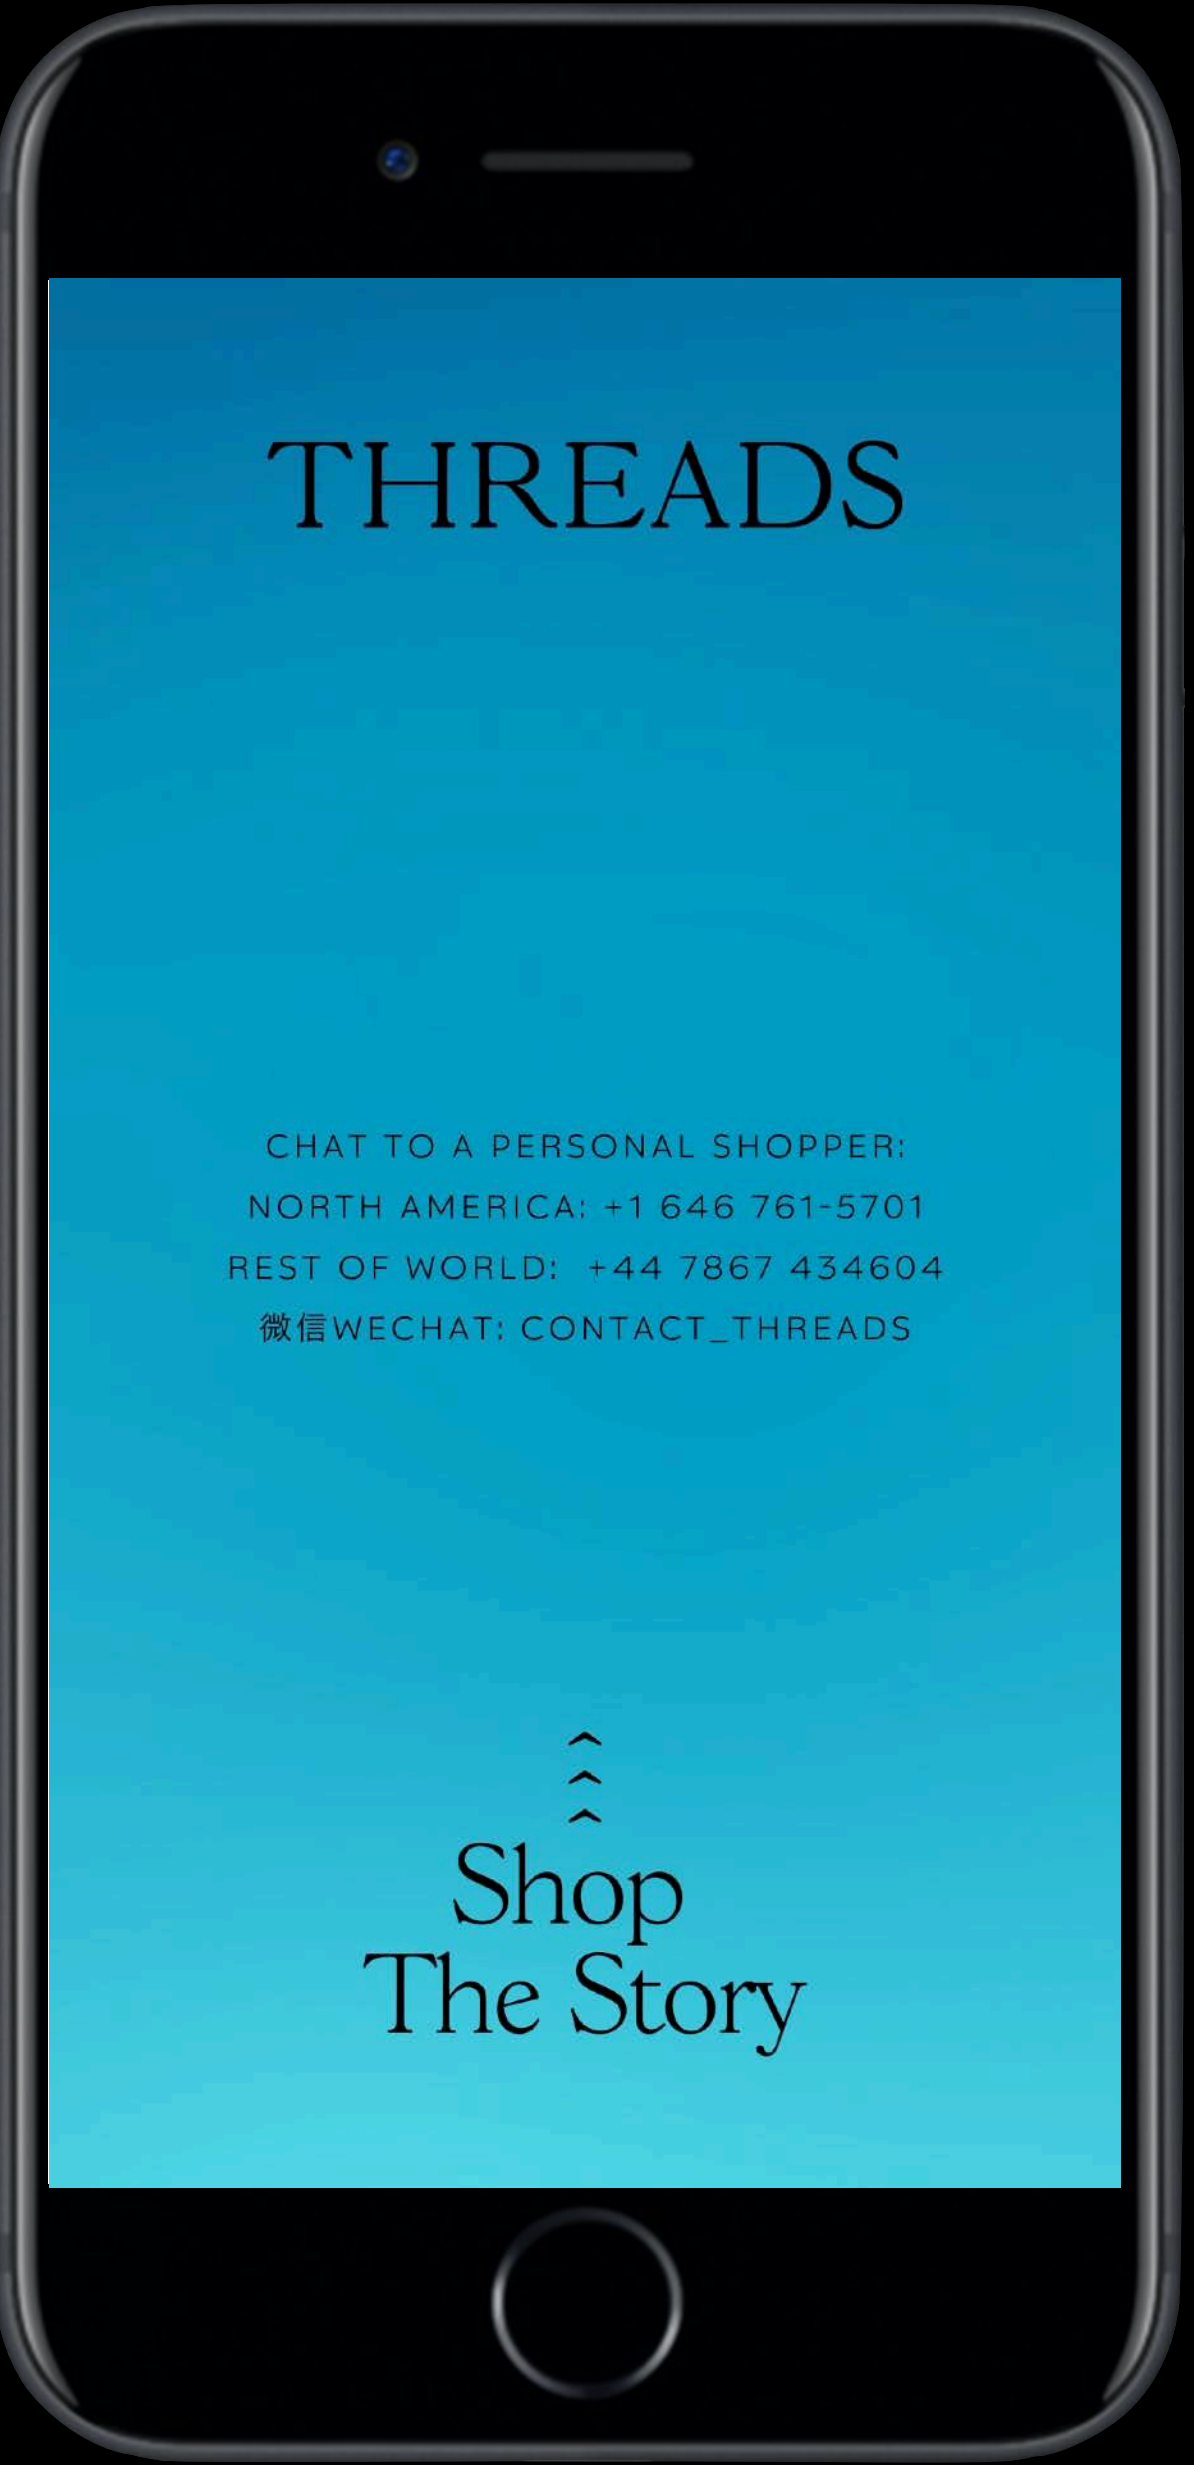 THREADS
CHAT TO A PERSONAL SHOPPER:
NORTH AMERICA: +1 646 761-5701
REST OF WORLD: +44 7867 434604
微信WECHAT: CONTACT_THREADS
Shop
The Story